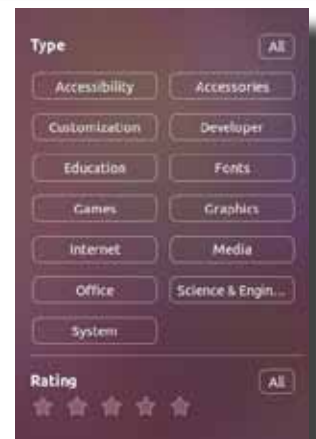 Type All
Accessibility Accessories
Customization Developer
Education Fonts
Games Graphics
Internet Media
Office Science & Engin...
System
Rating All